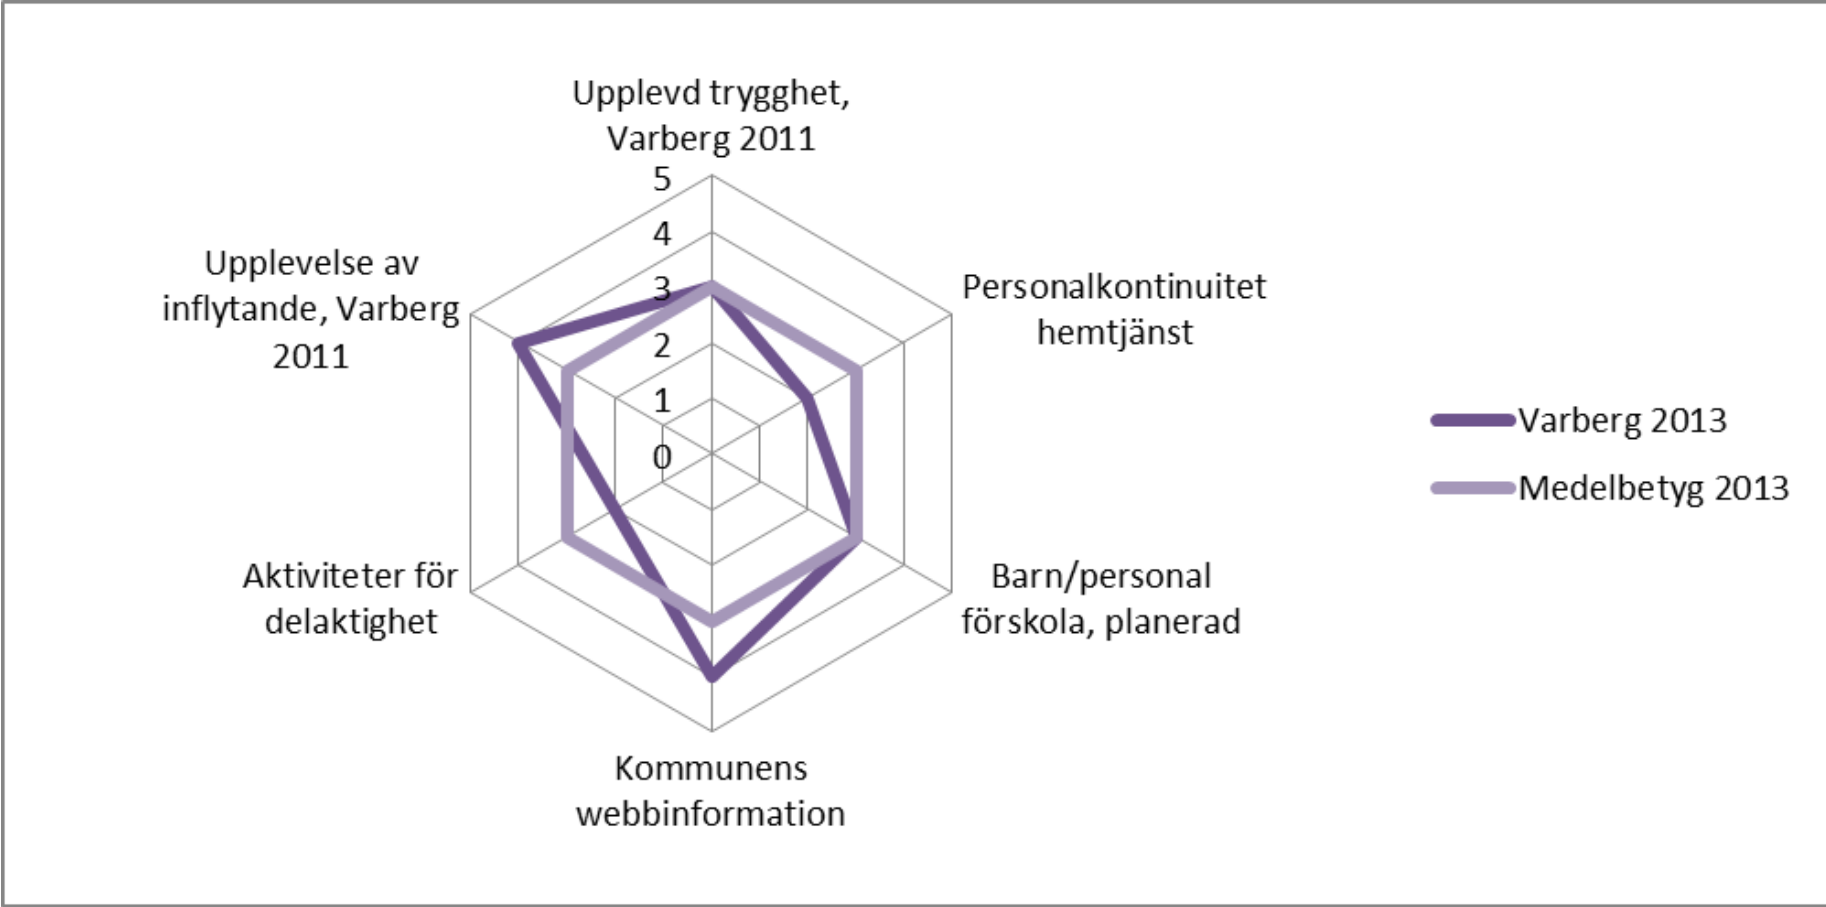 Upplevd trygghet,
Varberg 2011
5
4
3
2
1
0
Personalkontinuitet
hemtjänst
Barn/personal
förskola, planerad
Kommunens
webbinformation
Aktiviteter för
delaktighet
Upplevelse av
inflytande, Varberg
2011
Varberg 2013
Medelbetyg 2013